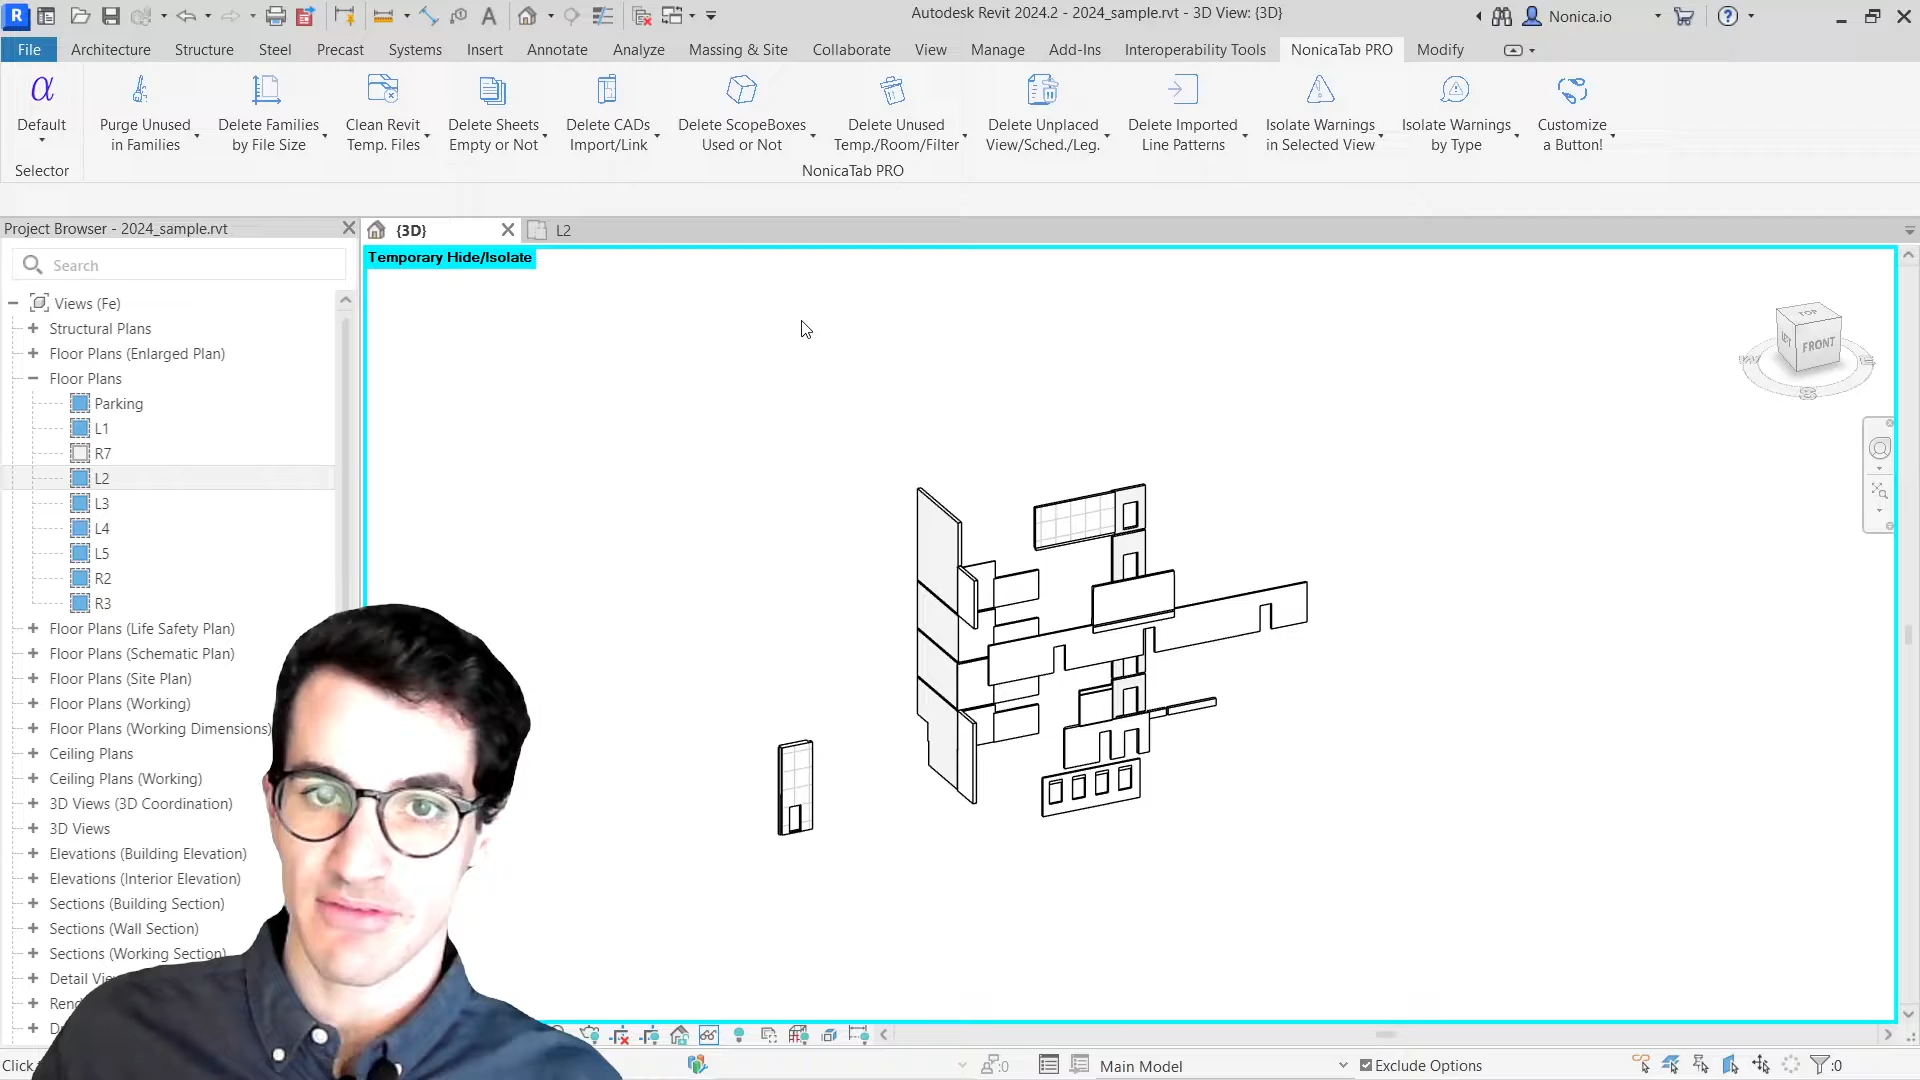 Autodesk Revit 2024.2 - 2024_sample.rvt - 3D View: {3D}
Nonica.io
File Architecture Structure Steel Precast Systems Insert Annotate Analyze Massing & Site Collaborate View Manage Add-Ins Interoperability Tools NonicaTab PRO Modify
Default
Purge Unused
in Families
Delete Families
by File Size
Clean Revit
Temp. Files
Delete Sheets
Empty or Not
Delete CADs
Import/Link
Delete ScopeBoxes
Used or Not
Delete Unused
Temp./Room/Filter
Delete Unplaced
View/Sched./Leg.
Delete Imported
Line Patterns
Isolate Warnings
in Selected View
Isolate Warnings
by Type
Customize
a Button!
Selector
NonicaTab PRO
Project Browser - 2024_sample.rvt
{3D}
L2
Search
Temporary Hide/Isolate
Views (Fe)
Structural Plans
Floor Plans (Enlarged Plan)
Floor Plans
Parking
L1
R7
L2
L3
L4
L5
R2
R3
Floor Plans (Life Safety Plan)
Floor Plans (Schematic Plan)
Floor Plans (Site Plan)
Floor Plans (Working)
Floor Plans (Working Dimensions)
Ceiling Plans
Ceiling Plans (Working)
3D Views (3D Coordination)
3D Views
Elevations (Building Elevation)
Elevations (Interior Elevation)
Sections (Building Section)
Sections (Wall Section)
Sections (Working Section)
Detail Vie
Ren
TOP
LEFT
FRONT
S
Click
:0
Main Model
Exclude Options
:0